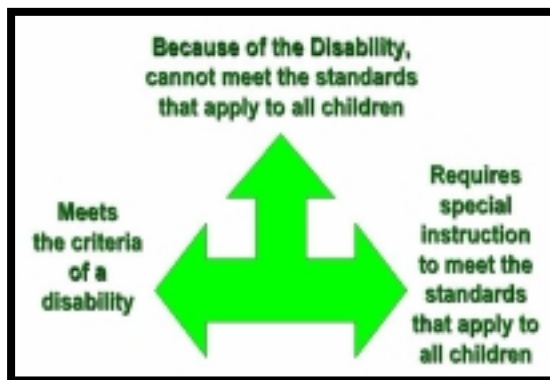 Because of the Disability,
cannot meet the standards
that apply to all children
Meets
the criteria
of a
disability
Requires
special
instruction
to meet the
standards
that apply to
all children